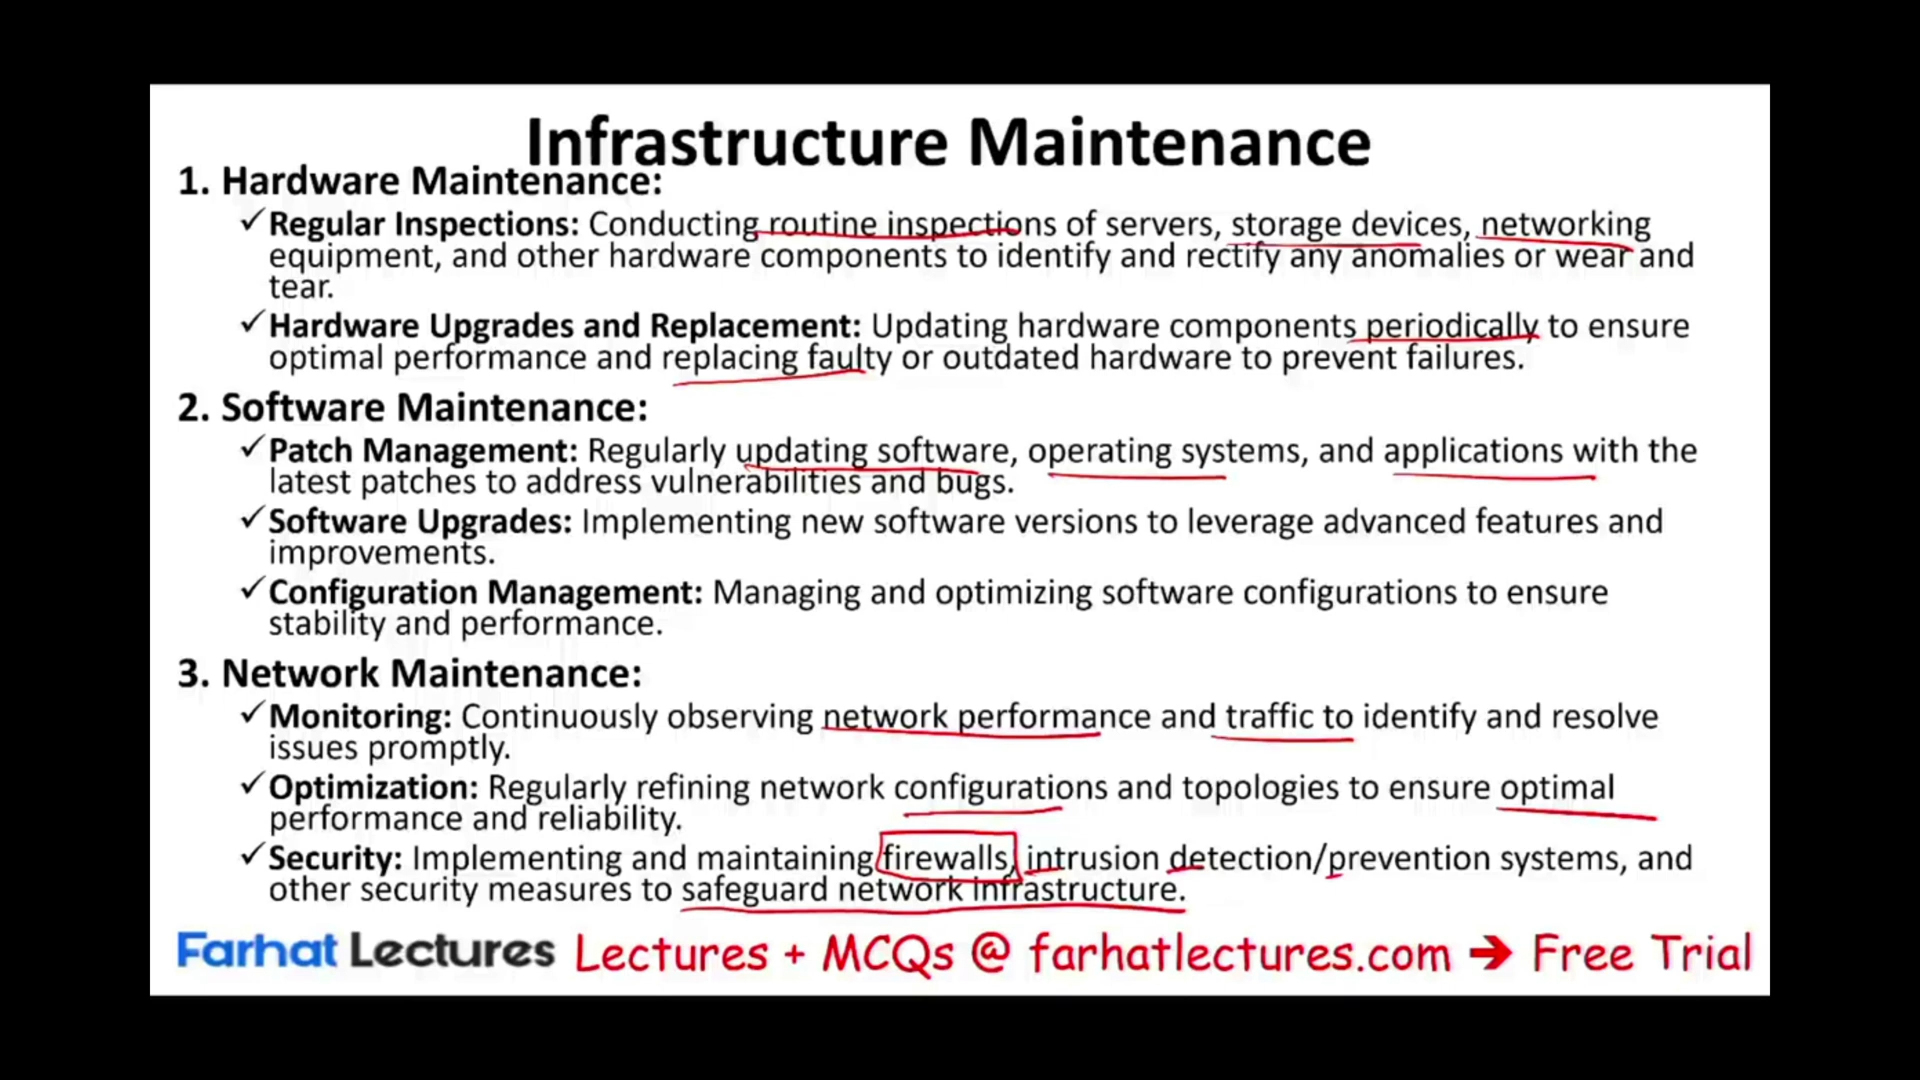 Infrastructure Maintenance
1. Hardware Maintenance:
✓Regular Inspections: Conducting routine inspections of servers, storage devices, networking
equipment, and other hardware components to identify and rectify any anomalies or wear and
tear.
✓Hardware Upgrades and Replacement: Updating hardware components periodically to ensure
optimal performance and replacing faulty or outdated hardware to prevent failures.
2. Software Maintenance:
✓Patch Management: Regularly updating software, operating systems, and applications with the
latest patches to address vulnerabilities and bugs.
✓Software Upgrades: Implementing new software versions to leverage advanced features and
improvements.
✓Configuration Management: Managing and optimizing software configurations to ensure
stability and performance.
3. Network Maintenance:
✓Monitoring: Continuously observing network performance and traffic to identify and resolve
issues promptly.
✓Optimization: Regularly refining network configurations and topologies to ensure optimal
performance and reliability.
✓Security: Implementing and maintaining firewalls, intrusion detection/prevention systems, and
other security measures to safeguard network infrastructure.
Farhat Lectures Lectures + MCQs @ farhatlectures.com ➔ Free Trial